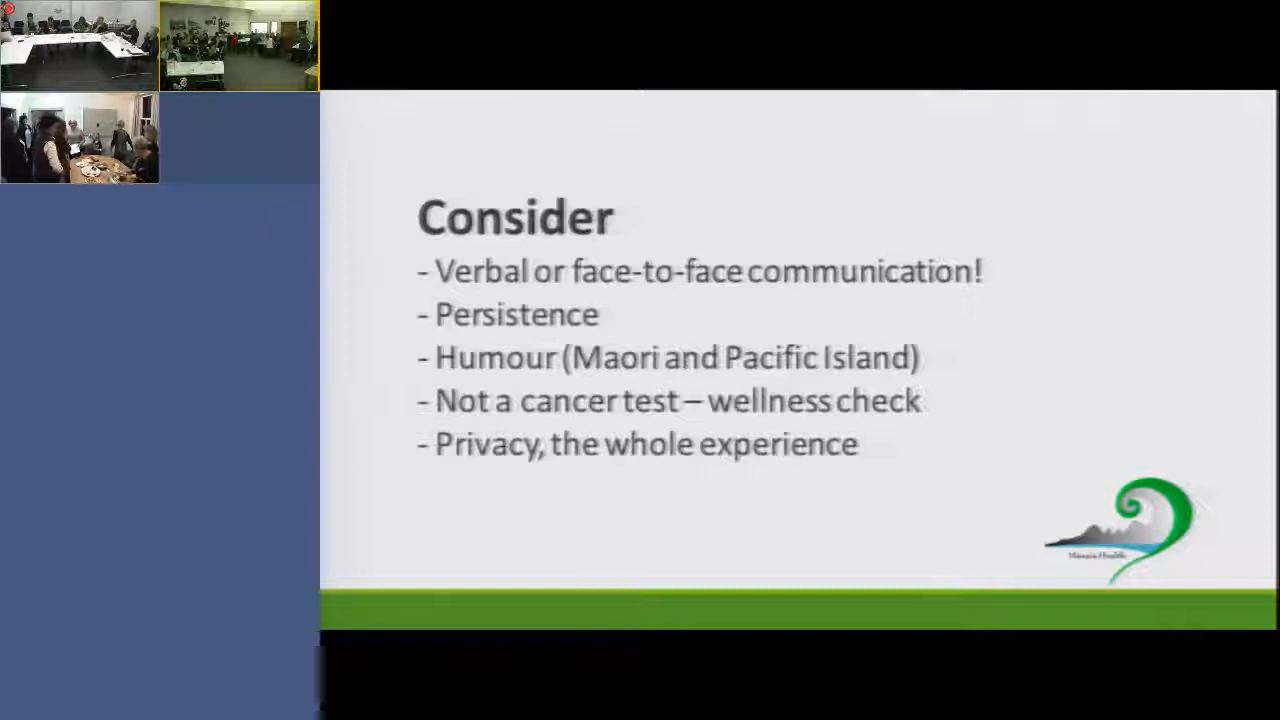 Consider
- Verbal or face-to-face communication!
- Persistence
- Humour (Maori and Pacific Island)
- Not a cancer test – wellness check
- Privacy, the whole experience